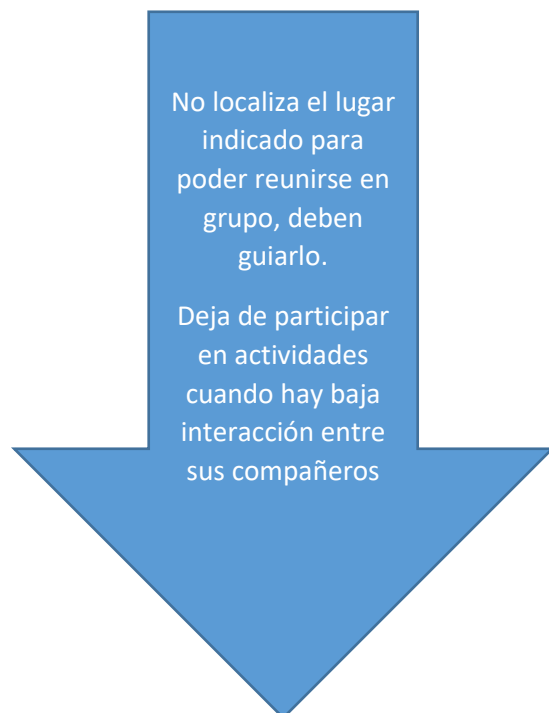 No localiza el lugar
indicado para
poder reunirse en
grupo, deben
guiarlo.
Deja de participar
en actividades
cuando hay baja
interacción entre
sus compañeros